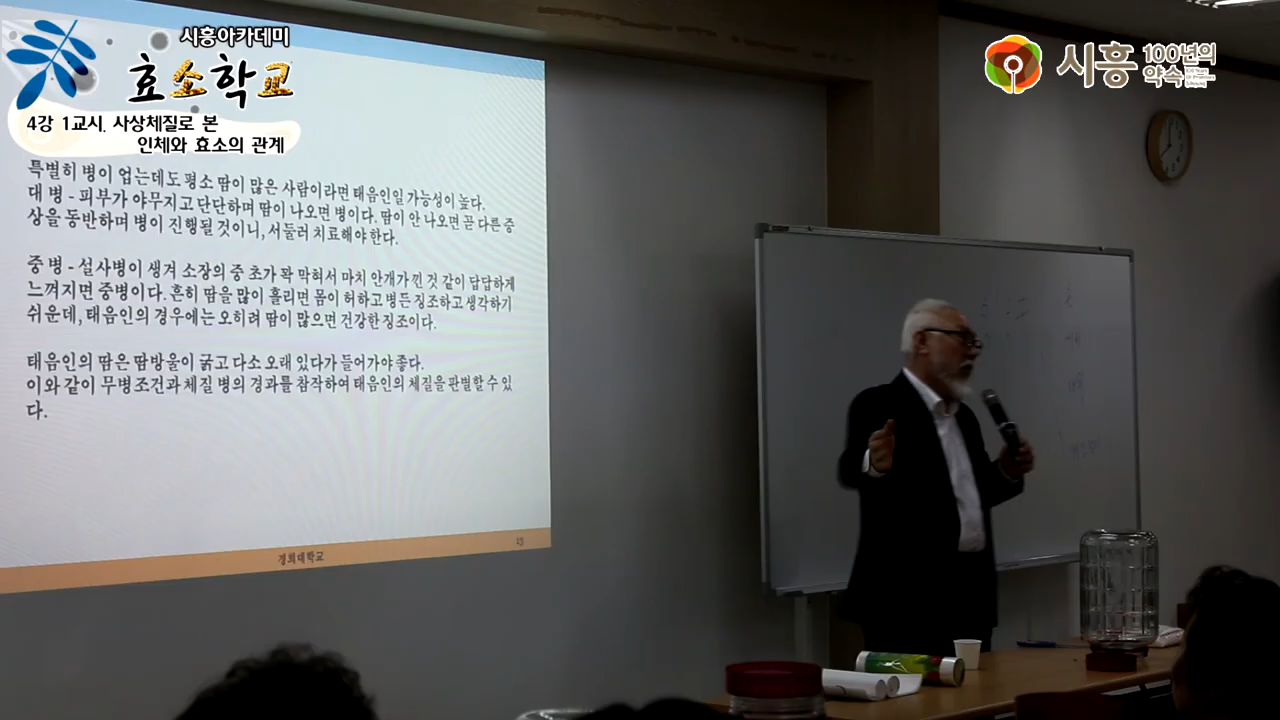 시흥아카데미
효소학교
4강 1교시. 사상체질로 본
인체와 효소의 관계
시흥
100년의
약속
특별히 병이 업는데도 평소 땀이 많은 사람이라면 태음인일 가능성이 높다.
대 병 - 피부가 야무지고 단단하며 땀이 나오면 병이다. 땀이 안 나오면 곧 다른 중
상을 동반하며 병이 진행될 것이니, 서둘러 치료해야 한다.
중 병 - 설사병이 생겨 소장의 중 초가 꽉 막혀서 마치 안개가 낀 것 같이 답답하게
느껴지면 중병이다. 흔히 땀을 많이 흘리면 몸이 허하고 병든 징조하고 생각하기
쉬운데, 태음인의 경우에는 오히려 땀이 많으면 건강한 징조이다.
태음인의 땀은 땀방울이 굵고 다소 오래 있다가 들어가야 좋다.
이와 같이 무병조건과 체질 병의 경과를 참작하여 태음인의 체질을 판별할 수 있
다.
경희대학교